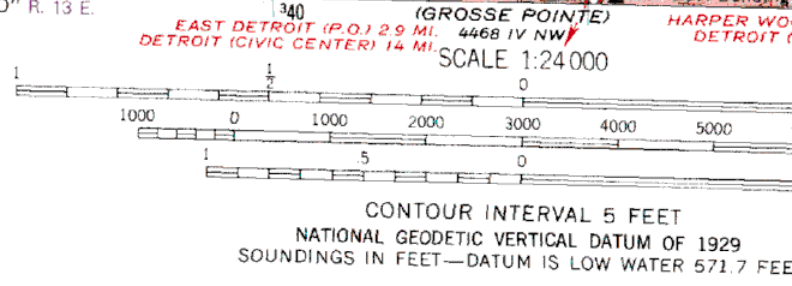 0" R. 13 E.
340
(GROSSE POINTE)
HARPER WO
EAST DETROIT (P.O.) 2.9 MI.
4468 IV NW
DETROIT (CIVIC CENTER) 14 MI.
DETROIT (
SCALE 1:24 000
1 1/2 0
1000 0 1000 2000 3000 4000 5000
1 .5 0
CONTOUR INTERVAL 5 FEET
NATIONAL GEODETIC VERTICAL DATUM OF 1929
SOUNDINGS IN FEET—DATUM IS LOW WATER 571.7 FEE